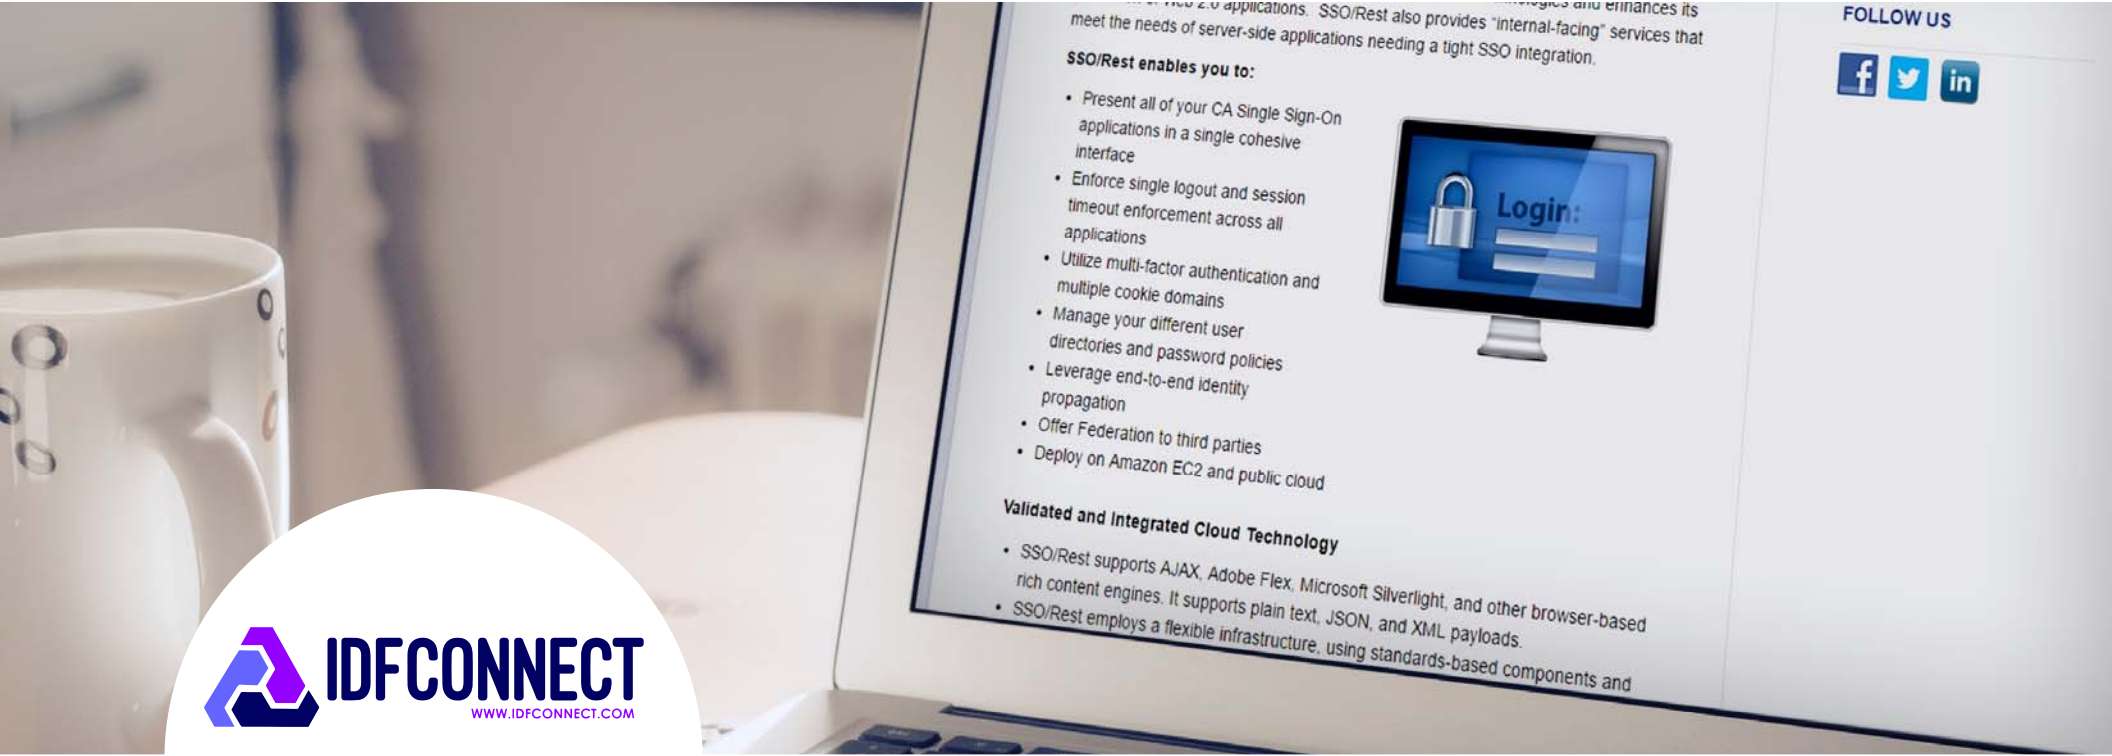 2.0 applications. SSO/Rest also provides "internal-facing" services that
and enhances its
meet the needs of server-side applications needing a tight SSO integration.
SSO/Rest enables you to:
• Present all of your CA Single Sign-On
applications in a single cohesive
interface
• Enforce single logout and session
timeout enforcement across all
applications
• Utilize multi-factor authentication and
multiple cookie domains
• Manage your different user
directories and password policies
• Leverage end-to-end identity
propagation
• Offer Federation to third parties
• Deploy on Amazon EC2 and public cloud
Login:
Validated and Integrated Cloud Technology
• SSO/Rest supports AJAX, Adobe Flex, Microsoft Silverlight, and other browser-based
rich content engines. It supports plain text, JSON, and XML payloads.
• SSO/Rest employs a flexible infrastructure, using standards-based components and
FOLLOW US
f
in
IDFCONNECT
WWW.IDFCONNECT.COM